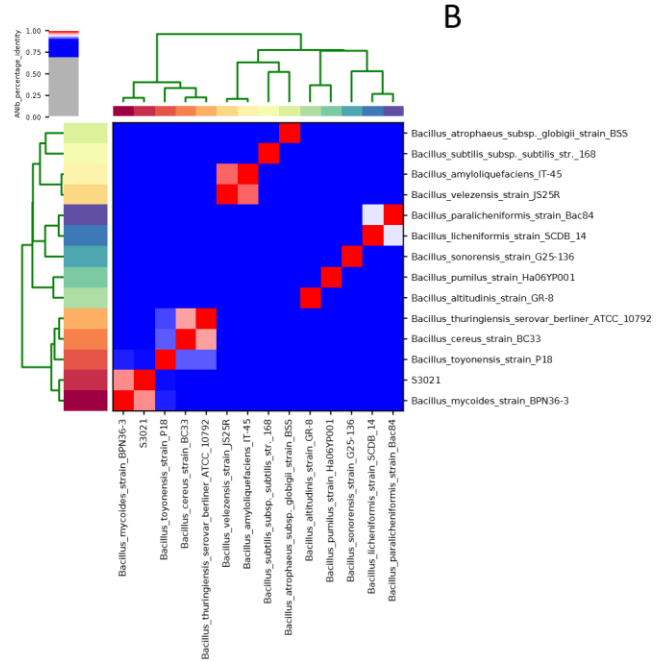 B
ANIb_percentage_identity
1.00
0.75
0.50
0.25
0.00
Bacillus_atrophaeus_subsp._globigii_strain_BSS
Bacillus_subtilis_subsp._subtilis_str._168
Bacillus_amyloliquefaciens_IT-45
Bacillus_velezensis_strain_JS25R
Bacillus_paralicheniformis_strain_Bac84
Bacillus_licheniformis_strain_SCDB_14
Bacillus_sonorensis_strain_G25-136
Bacillus_pumilus_strain_Ha06YP001
Bacillus_altitudinis_strain_GR-8
Bacillus_thuringiensis_serovar_berliner_ATCC_10792
Bacillus_cereus_strain_BC33
Bacillus_toyonensis_strain_P18
S3021
Bacillus_mycoides_strain_BPN36-3
Bacillus_mycoides_strain_BPN36-3
S3021
Bacillus_toyonensis_strain_P18
Bacillus_cereus_strain_BC33
Bacillus_thuringiensis_serovar_berliner_ATCC_10792
Bacillus_velezensis_strain_JS25R
Bacillus_amyloliquefaciens_IT-45
Bacillus_subtilis_subsp._subtilis_str._168
Bacillus_atrophaeus_subsp._globigii_strain_BSS
Bacillus_altitudinis_strain_GR-8
Bacillus_pumilus_strain_Ha06YP001
Bacillus_sonorensis_strain_G25-136
Bacillus_licheniformis_strain_SCDB_14
Bacillus_paralicheniformis_strain_Bac84